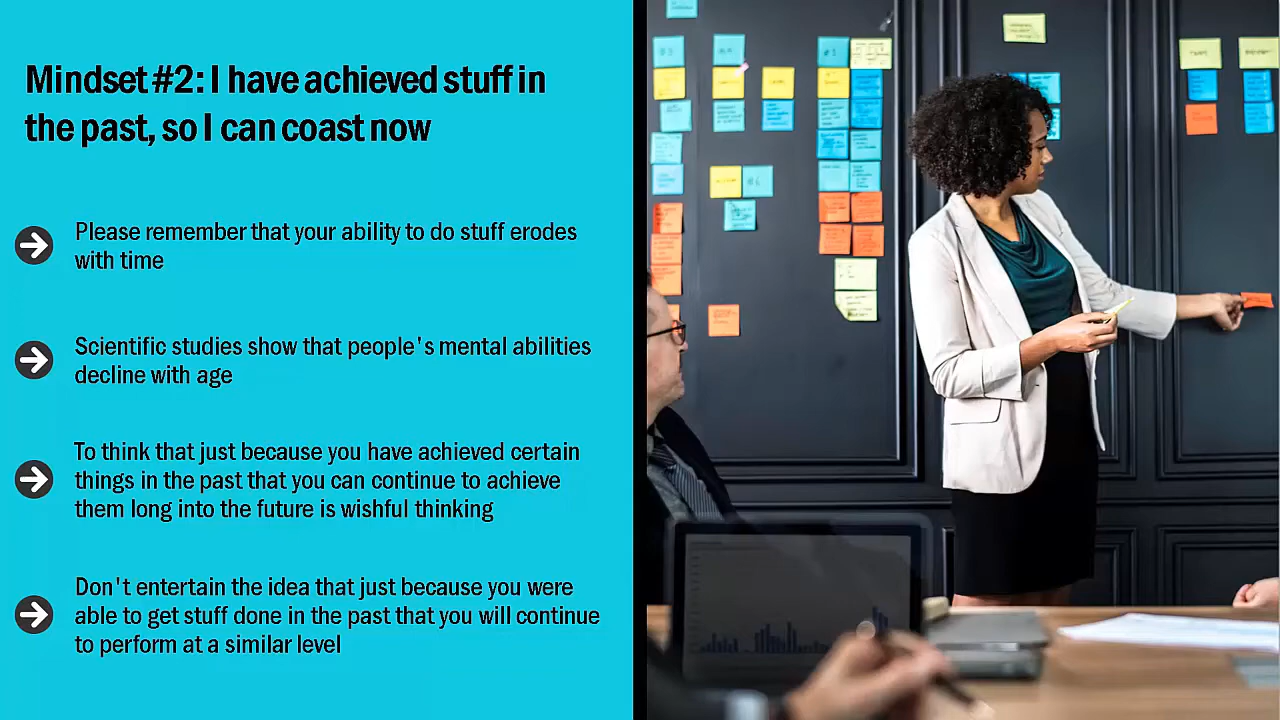 Mindset #2: I have achieved stuff in
the past, so I can coast now
Please remember that your ability to do stuff erodes
with time
Scientific studies show that people's mental abilities
decline with age
To think that just because you have achieved certain
things in the past that you can continue to achieve
them long into the future is wishful thinking
Don't entertain the idea that just because you were
able to get stuff done in the past that you will continue
to perform at a similar level